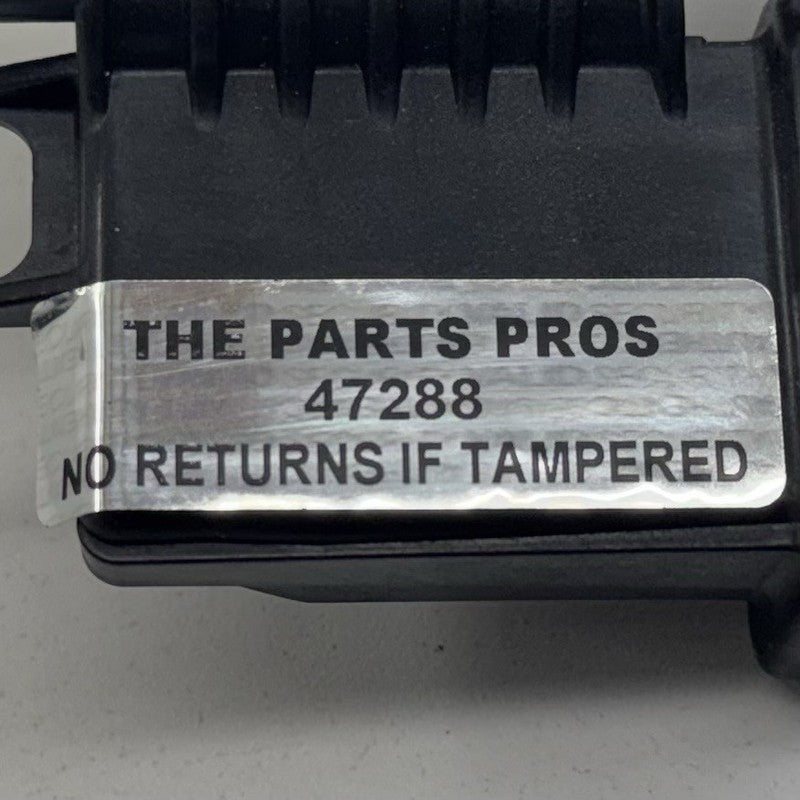 THE PARTS PROS
47288
NO RETURNS IF TAMPERED